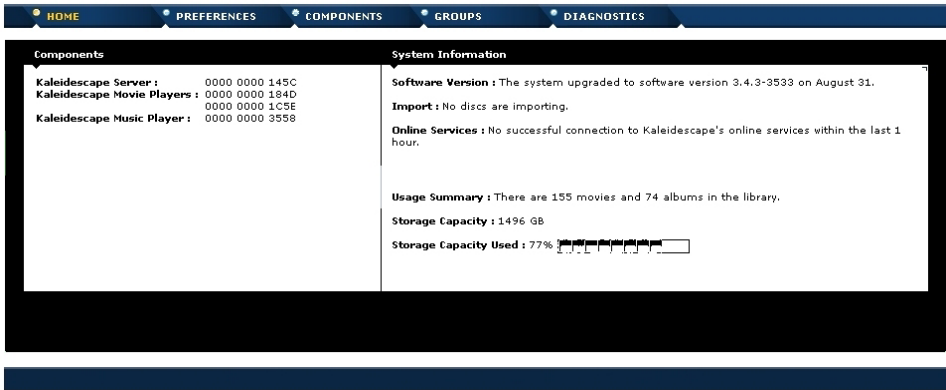 HOME PREFERENCES COMPONENTS GROUPS DIAGNOSTICS
Components
Kaleidescape Server : 0000 0000 145C
Kaleidescape Movie Players : 0000 0000 184D
0000 0000 1C5E
Kaleidescape Music Player : 0000 0000 3558
System Information
Software Version : The system upgraded to software version 3.4.3-3533 on August 31.
Import : No discs are importing.
Online Services : No successful connection to Kaleidescape's online services within the last 1
hour.
Usage Summary : There are 155 movies and 74 albums in the library.
Storage Capacity : 1496 GB
Storage Capacity Used : 77%